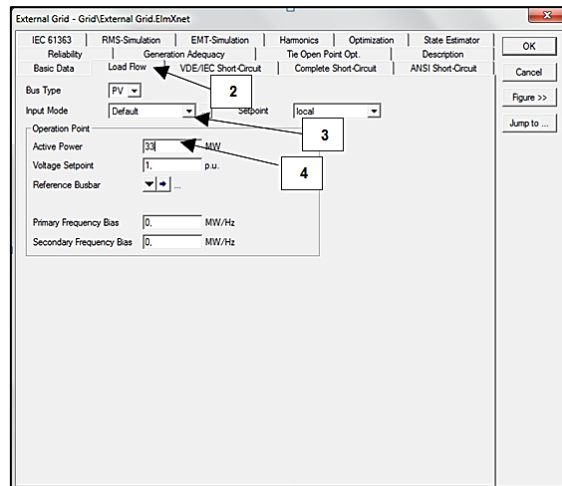 External Grid - Grid\External Grid.ElmXnet
IEC 61363 RMS-Simulation EMT-Simulation Harmonics Optimization State Estimator
Reliability Generation Adequacy Tie Open Point Opt. Description
Basic Data Load Flow VDE/IEC Short-Circuit Complete Short-Circuit ANSI Short-Circuit
OK
Cancel
Figure >>
Jump to ...
Bus Type PV
2
Input Mode Default Setpoint local
3
Operation Point
Active Power 33 MW
4
Voltage Setpoint 1, p.u.
Reference Busbar ...
Primary Frequency Bias 0, MW/Hz
Secondary Frequency Bias 0, MW/Hz